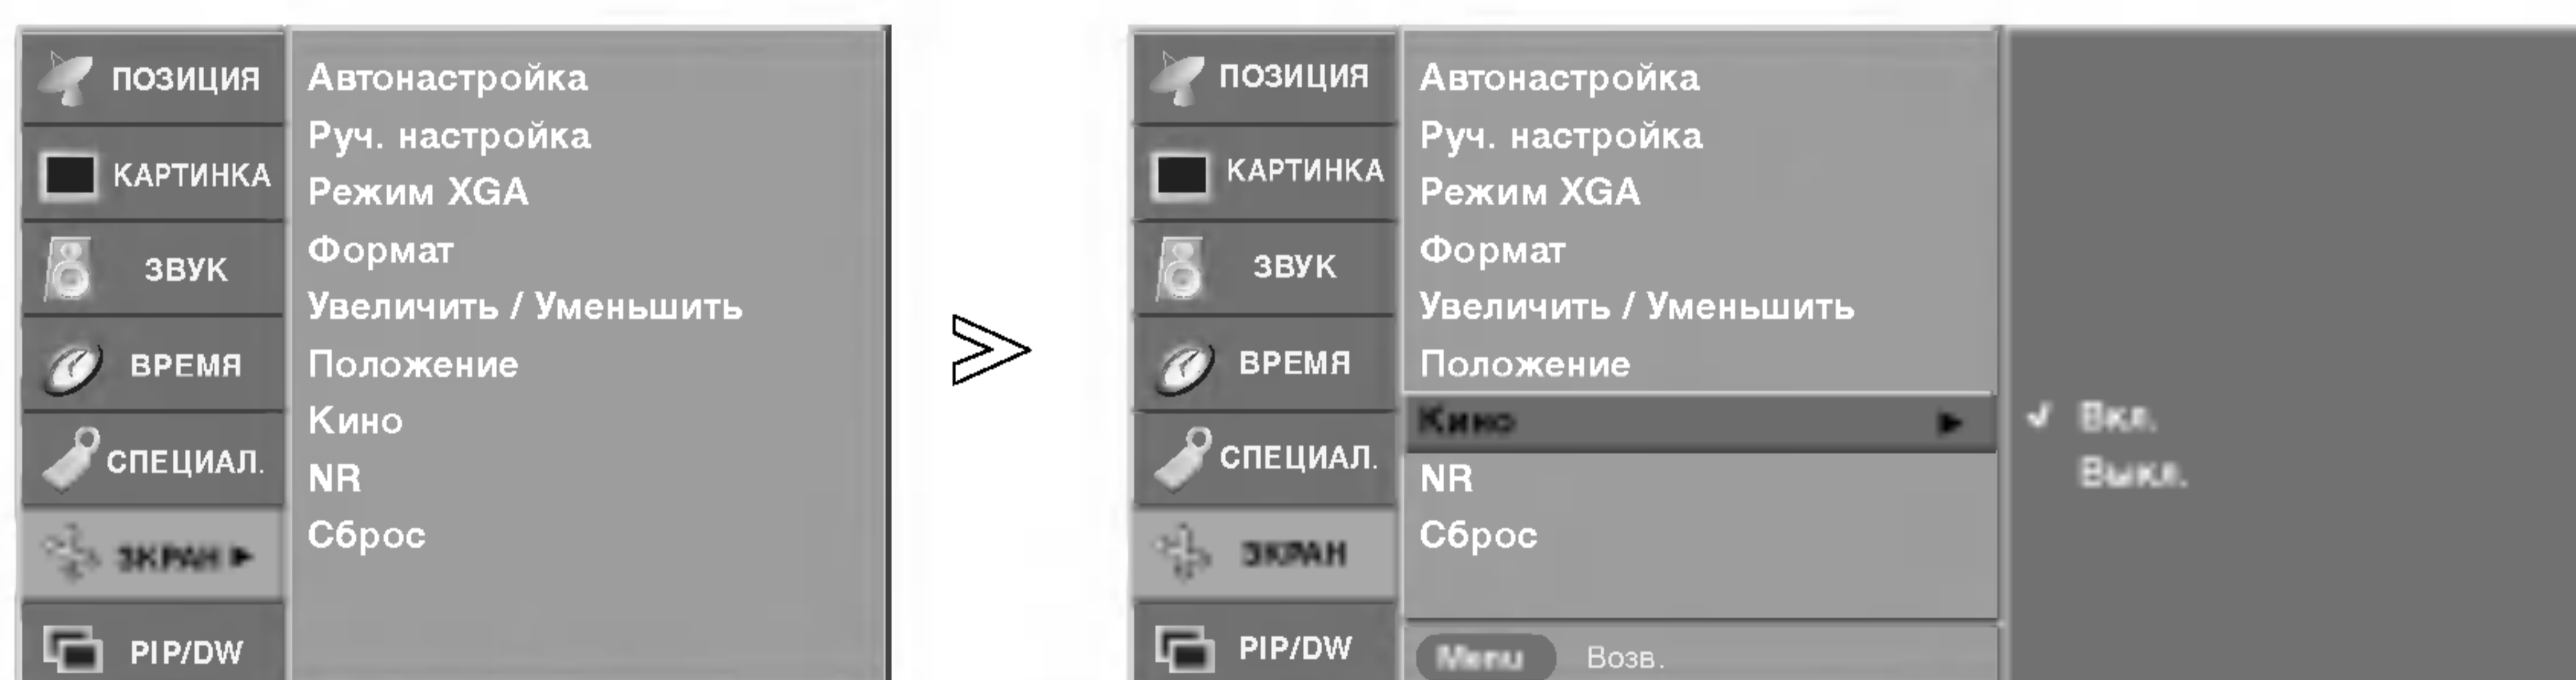 ПОЗИЦИЯ
КАРТИНКА
ЗВУК
ВРЕМЯ
СПЕЦИАЛ.
ЭКРАН
PIP/DW
Автонастройка
Руч. настройка
Режим XGA
Формат
Увеличить / Уменьшить
Положение
Кино
NR
Сброс
ПОЗИЦИЯ
КАРТИНКА
ЗВУК
ВРЕМЯ
СПЕЦИАЛ.
ЭКРАН
PIP/DW
Автонастройка
Руч. настройка
Режим XGA
Формат
Увеличить / Уменьшить
Положение
Кино
NR
Сброс
Menu Возв.
Вкл.
Выкл.